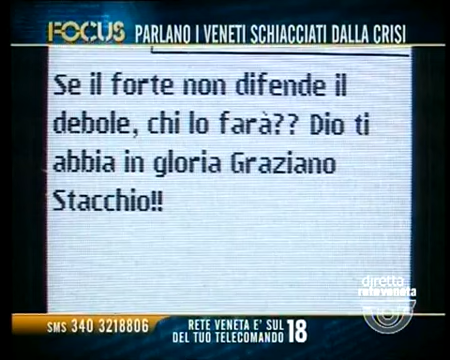 FOCUS PARLANO I VENETI SCHIACCIATI DALLA CRISI
Se il forte non difende il
debole, chi lo farà?? Dio ti
abbia in gloria Graziano
Stacchio!!
diretta
reteveneta
SMS 340 3218806
RETE VENETA E' SUL
DEL TUO TELECOMANDO 18